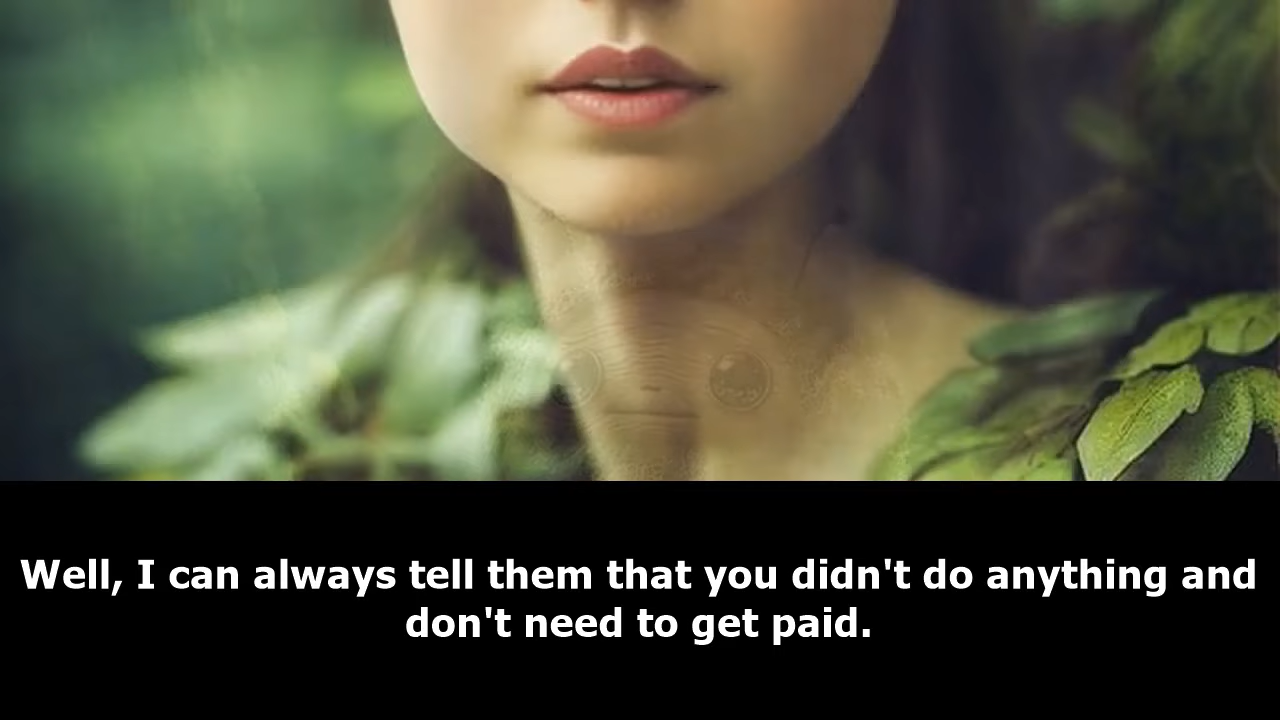 Well, I can always tell them that you didn't do anything and
don't need to get paid.